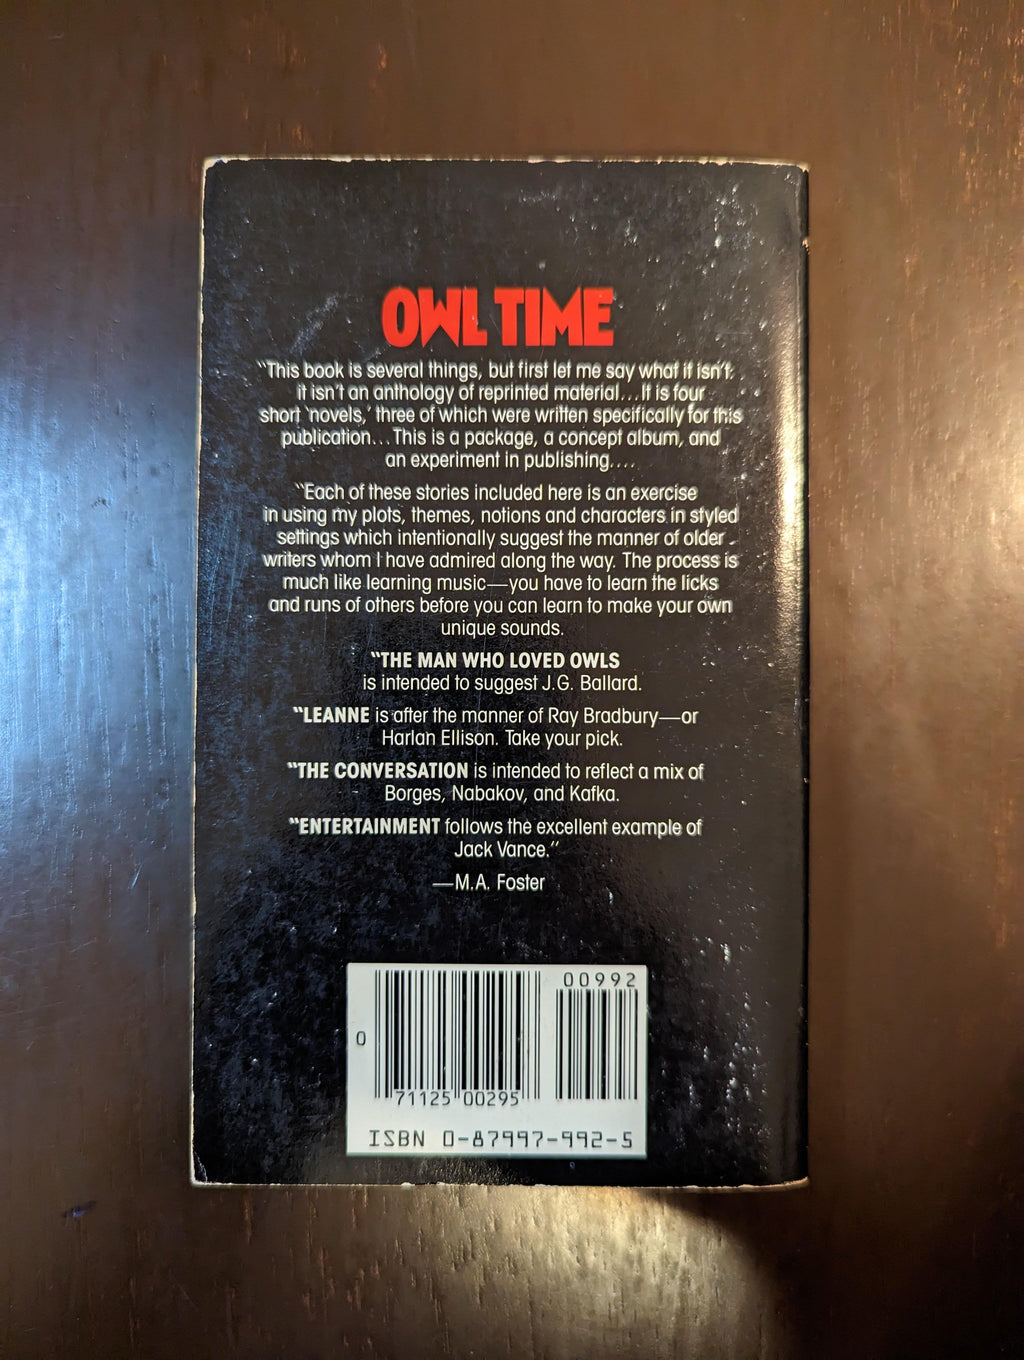 OWL TIME
"This book is several things, but first let me say what it isn't:
it isn't an anthology of reprinted material...It is four
short 'novels,' three of which were written specifically for this
publication...This is a package, a concept album, and
an experiment in publishing....
"Each of these stories included here is an exercise
in using my plots, themes, notions and characters in styled
settings which intentionally suggest the manner of older
writers whom I have admired along the way. The process is
much like learning music—you have to learn the licks
and runs of others before you can learn to make your own
unique sounds.
"THE MAN WHO LOVED OWLS
is intended to suggest J.G. Ballard.
"LEANNE is after the manner of Ray Bradbury—or
Harlan Ellison. Take your pick.
"THE CONVERSATION is intended to reflect a mix of
Borges, Nabakov, and Kafka.
"ENTERTAINMENT follows the excellent example of
Jack Vance."
—M.A. Foster
00992
0
71125 00295
ISBN 0-87997-992-5